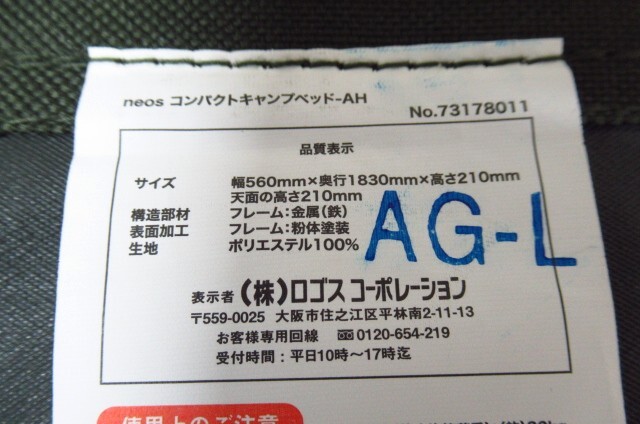 neos コンパクトキャンプベッド-AH
No.73178011
品質表示
サイズ 幅560mm×奥行1830mm×高さ210mm
天面の高さ210mm
構造部材 フレーム:金属(鉄)
表面加工 フレーム:粉体塗装
生地 ポリエステル100%
AG-L
表示者 (株)ロゴス コーポレーション
〒559-0025 大阪市住之江区平林南2-11-13
お客様専用回線 0120-654-219
受付時間:平日10時〜17時迄
使用上のご注意